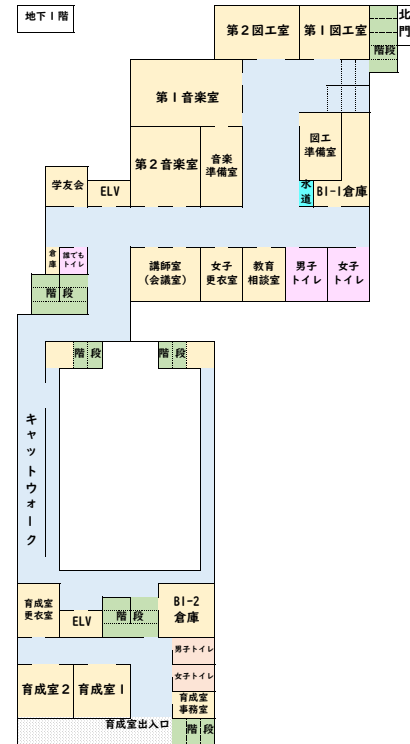 地下1階
北門
第2図工室
第1図工室
階段
第1音楽室
第2音楽室
音楽
準備室
図工
準備室
学友会
ELV
水道
B1-1倉庫
倉庫
誰でも
トイレ
階段
講師室
(会議室)
女子
更衣室
教育
相談室
男子
トイレ
女子
トイレ
階段
階段
キャットウォーク
育成室
更衣室
ELV
階段
B1-2
倉庫
男子トイレ
育成室2
育成室1
女子トイレ
育成室
事務室
育成室出入口
階段